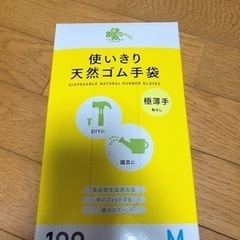 使いきり
天然ゴム手袋
DISPOSABLE NATURAL RUBBER GLOVES
極薄手
粉なし
DIYに
園芸に
食品衛生法適合品
手にフィットする
破れにくい
100
M